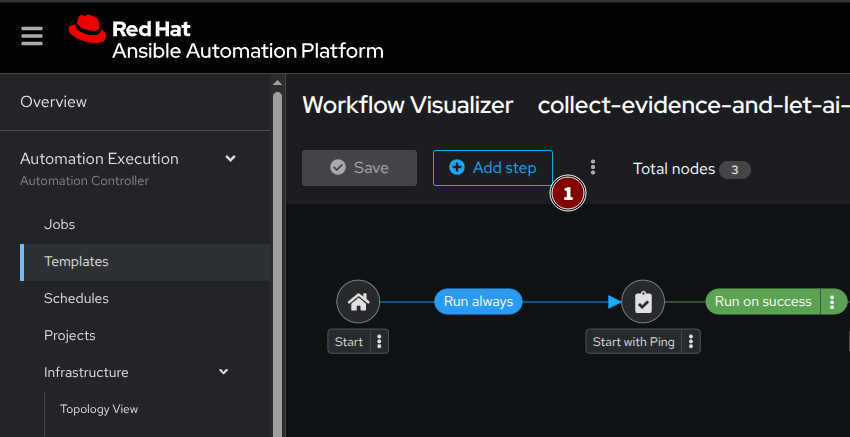 Red Hat
Ansible Automation Platform
Overview
Automation Execution
Automation Controller
Jobs
Templates
Schedules
Projects
Infrastructure
Topology View
Workflow Visualizer collect-evidence-and-let-ai-
Save Add step Total nodes 3
1
Run always Run on success
Start Start with Ping